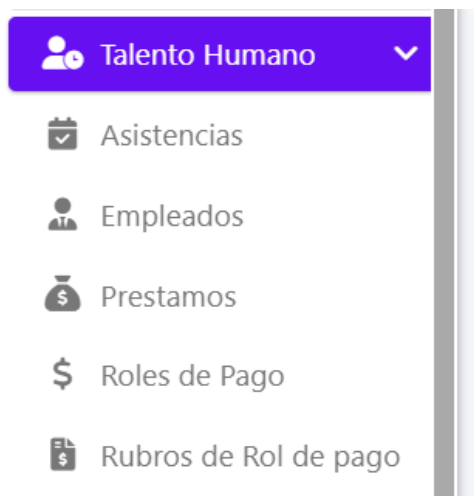 Talento Humano
Asistencias
Empleados
Prestamos
Roles de Pago
Rubros de Rol de pago